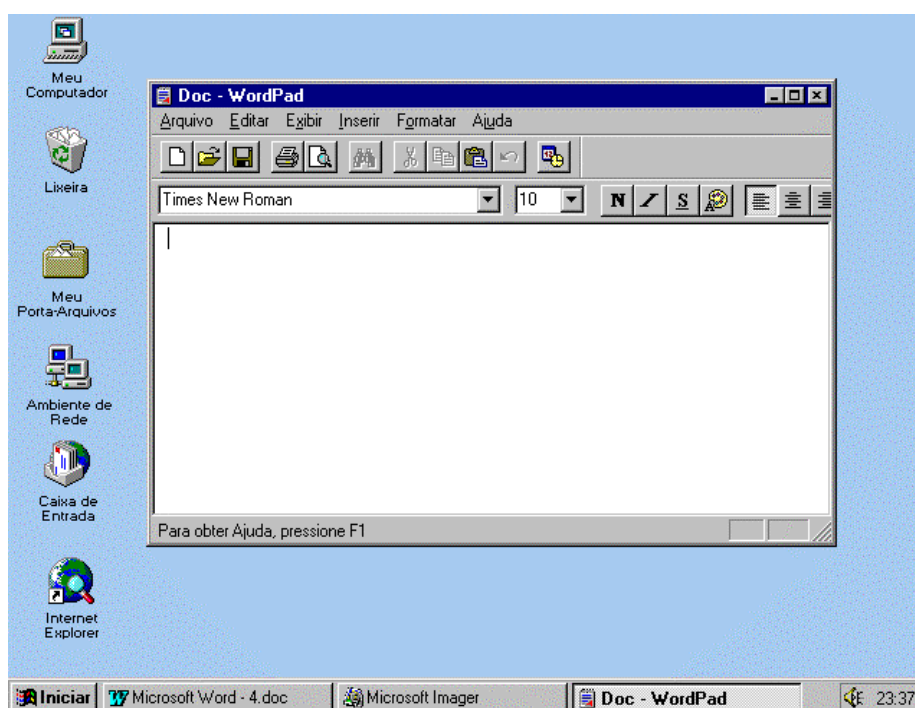 Meu
Computador
Lixeira
Meu
Porta-Arquivos
Ambiente de
Rede
Caixa de
Entrada
Internet
Explorer
Doc - WordPad
Arquivo Editar Exibir Inserir Formatar Ajuda
Times New Roman 10 N I S
Para obter Ajuda, pressione F1
Iniciar Microsoft Word - 4.doc Microsoft Imager Doc - WordPad 23:37